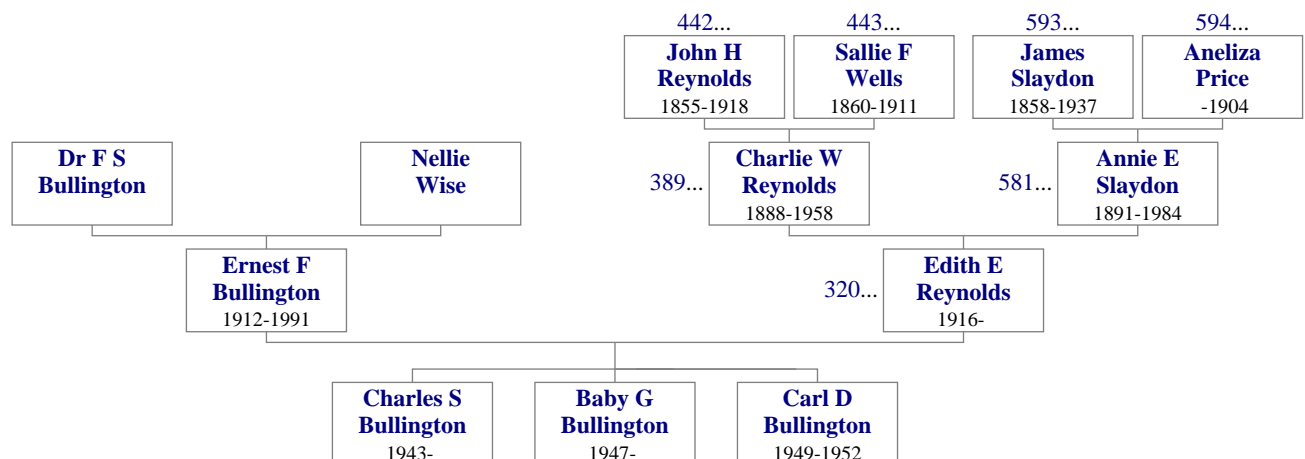 442...
443...
593...
594...
John H
Reynolds
1855-1918
Sallie F
Wells
1860-1911
James
Slaydon
1858-1937
Aneliza
Price
-1904
Dr F S
Bullington
Nellie
Wise
389...
Charlie W
Reynolds
1888-1958
581...
Annie E
Slaydon
1891-1984
Ernest F
Bullington
1912-1991
320...
Edith E
Reynolds
1916-
Charles S
Bullington
1943-
Baby G
Bullington
1947-
Carl D
Bullington
1949-1952